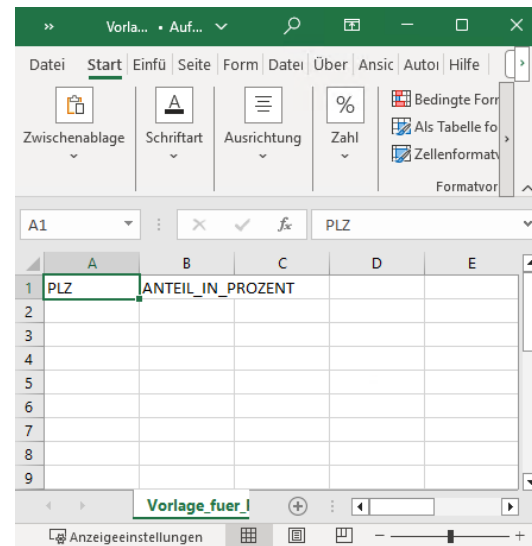 Vorla... • Auf...
Datei Start Einfü Seite Form Datei Über Ansic Autor Hilfe
Zwischenablage Schriftart Ausrichtung Zahl
%
Bedingte Forr
Als Tabelle fo
Zellenformatv
Formatvor
A1 fx PLZ
A B C D E
1 PLZ ANTEIL_IN_PROZENT
2
3
4
5
6
7
8
9
Vorlage_fuer_l
Anzeigeeinstellungen